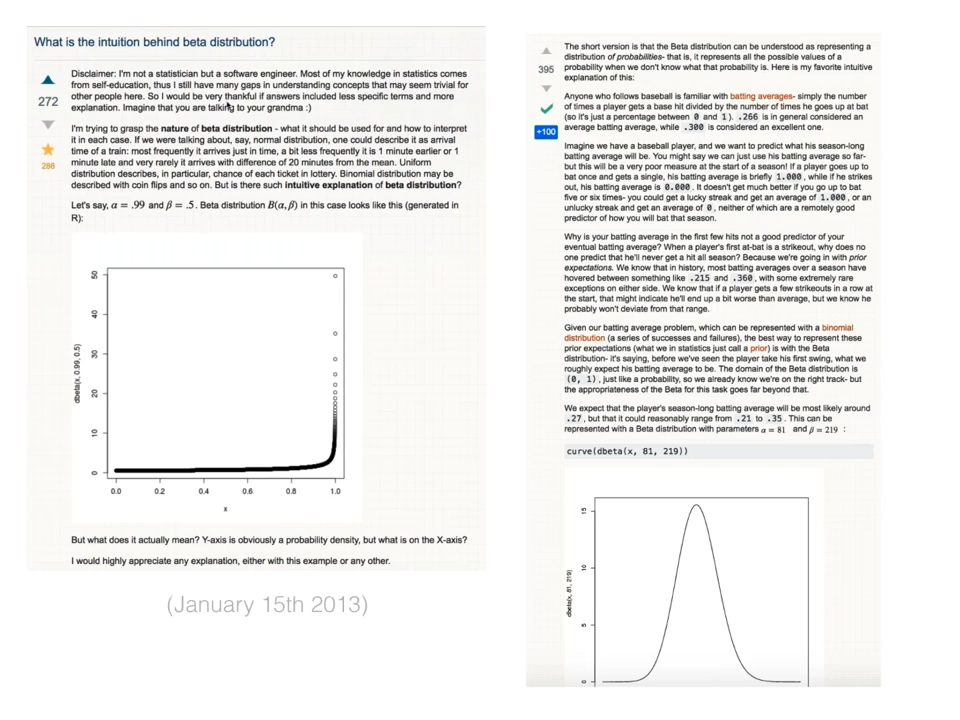 What is the intuition behind beta distribution?
272
286
Disclaimer: I'm not a statistician but a software engineer. Most of my knowledge in statistics comes
from self-education, thus I still have many gaps in understanding concepts that may seem trivial for
other people here. So I would be very thankful if answers included less specific terms and more
explanation. Imagine that you are talking to your grandma :)
I'm trying to grasp the nature of beta distribution - what it should be used for and how to interpret
it in each case. If we were talking about, say, normal distribution, one could describe it as arrival
time of a train: most frequently it arrives just in time, a bit less frequently it is 1 minute earlier or 1
minute late and very rarely it arrives with difference of 20 minutes from the mean. Uniform
distribution describes, in particular, chance of each ticket in lottery. Binomial distribution may be
described with coin flips and so on. But is there such intuitive explanation of beta distribution?
Let's say, α = .99 and β = .5. Beta distribution B(α, β) in this case looks like this (generated in
R):
dbeta(x, 0.99, 0.5)
50
40
30
20
10
0
0.0 0.2 0.4 0.6 0.8 1.0
x
But what does it actually mean? Y-axis is obviously a probability density, but what is on the X-axis?
I would highly appreciate any explanation, either with this example or any other.
(January 15th 2013)
395
+100
The short version is that the Beta distribution can be understood as representing a
distribution of probabilities- that is, it represents all the possible values of a
probability when we don't know what that probability is. Here is my favorite intuitive
explanation of this:
Anyone who follows baseball is familiar with batting averages- simply the number
of times a player gets a base hit divided by the number of times he goes up at bat
(so it's just a percentage between 0 and 1). .266 is in general considered an
average batting average, while .300 is considered an excellent one.
Imagine we have a baseball player, and we want to predict what his season-long
batting average will be. You might say we can just use his batting average so far-
but this will be a very poor measure at the start of a season! If a player goes up to
bat once and gets a single, his batting average is briefly 1.000, while if he strikes
out, his batting average is 0.000. It doesn't get much better if you go up to bat
five or six times- you could get a lucky streak and get an average of 1.000, or an
unlucky streak and get an average of 0, neither of which are a remotely good
predictor of how you will bat that season.
Why is your batting average in the first few hits not a good predictor of your
eventual batting average? When a player's first at-bat is a strikeout, why does no
one predict that he'll never get a hit all season? Because we're going in with prior
expectations. We know that in history, most batting averages over a season have
hovered between something like .215 and .360, with some extremely rare
exceptions on either side. We know that if a player gets a few strikeouts in a row at
the start, that might indicate he'll end up a bit worse than average, but we know he
probably won't deviate from that range.
Given our batting average problem, which can be represented with a binomial
distribution (a series of successes and failures), the best way to represent these
prior expectations (what we in statistics just call a prior) is with the Beta
distribution- it's saying, before we've seen the player take his first swing, what we
roughly expect his batting average to be. The domain of the Beta distribution is
(0, 1), just like a probability, so we already know we're on the right track- but
the appropriateness of the Beta for this task goes far beyond that.
We expect that the player's season-long batting average will be most likely around
.27, but that it could reasonably range from .21 to .35. This can be
represented with a Beta distribution with parameters α = 81 and β = 219 :
curve(dbeta(x, 81, 219))
dbeta(x, 81, 219)
15
10
5
0